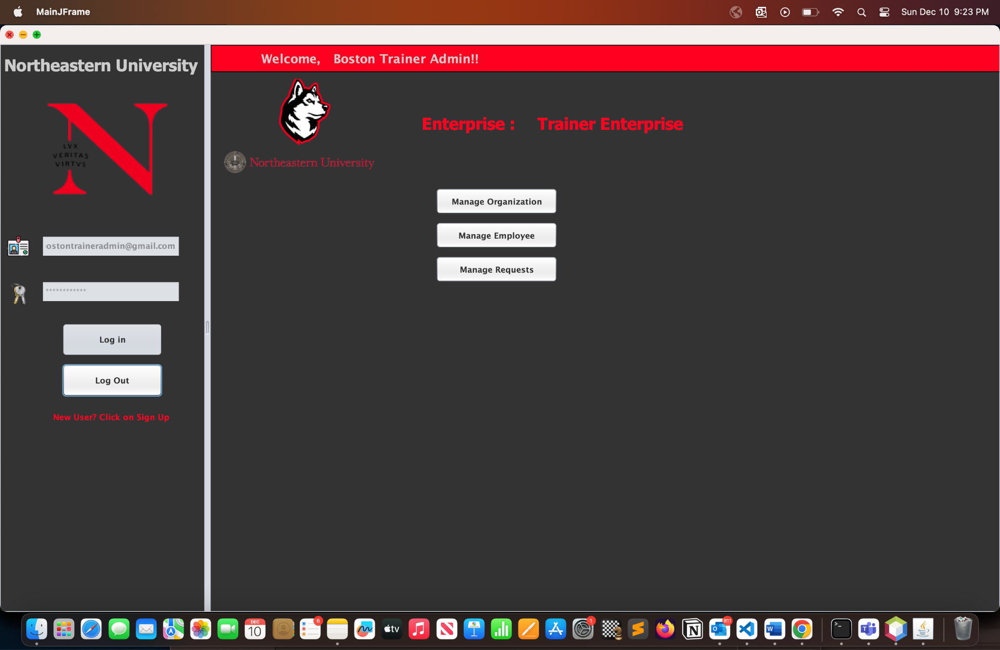 MainJFrame
Sun Dec 10 9:23 PM
Northeastern University
LVX
VERITAS
VIRTVS
ostontraineradmin@gmail.com
************
Log in
Log Out
New User? Click on Sign Up
Welcome, Boston Trainer Admin!!
Enterprise : Trainer Enterprise
Northeastern University
Manage Organization
Manage Employee
Manage Requests
DEC
10
6
tv
1
811